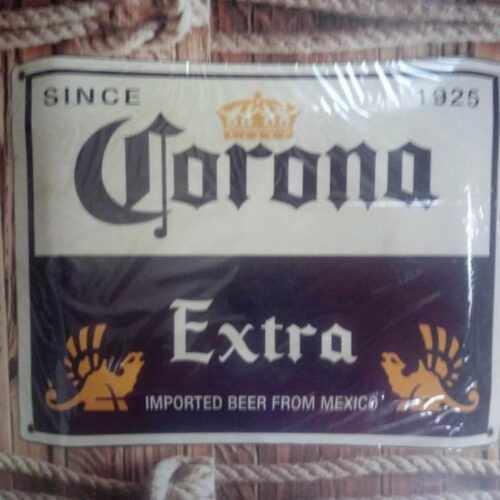 SINCE 1925
Corona
Extra
IMPORTED BEER FROM MEXICO